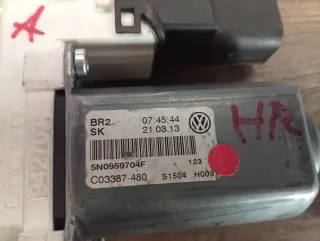 A
BR2 07:45:44
SK 21.03.13
HR
5N0959704F 123
C03387-480 S1504 H009